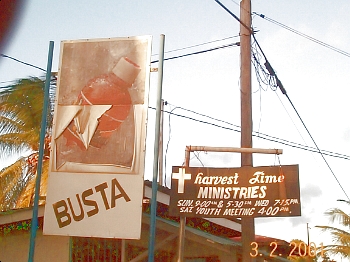 BUSTA
harvest Time
MINISTRIES
SUN. 9:00AM & 5:30PM WED 7:15PM.
SAT. YOUTH MEETING 4:00PM.
3. 2. 2001